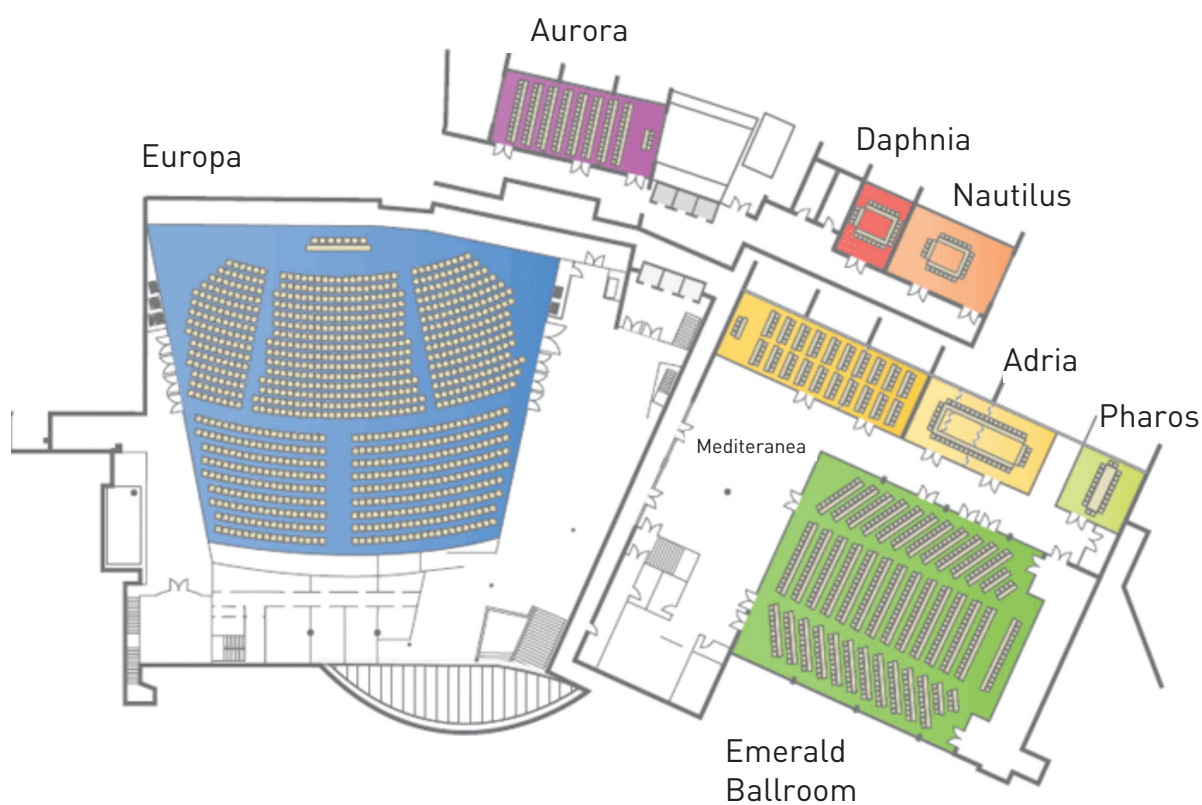 Aurora
Europa
Daphnia
Nautilus
Adria
Pharos
Mediteranea
Emerald
Ballroom